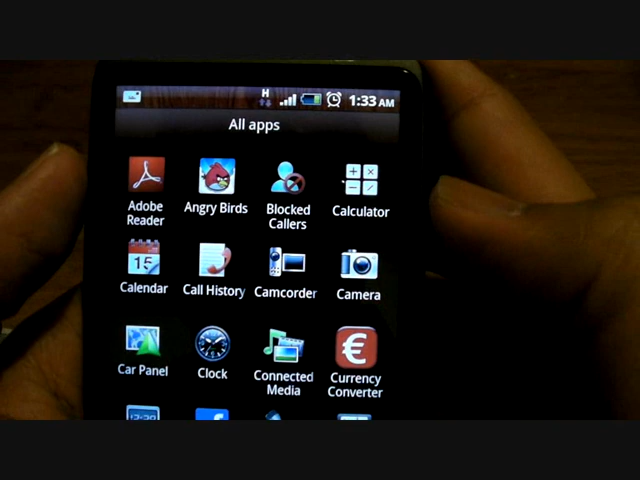 H
1:33 AM
All apps
Adobe Reader
Angry Birds
Blocked Callers
Calculator
15
Calendar
Call History
Camcorder
Camera
Car Panel
Clock
Connected Media
€
Currency Converter